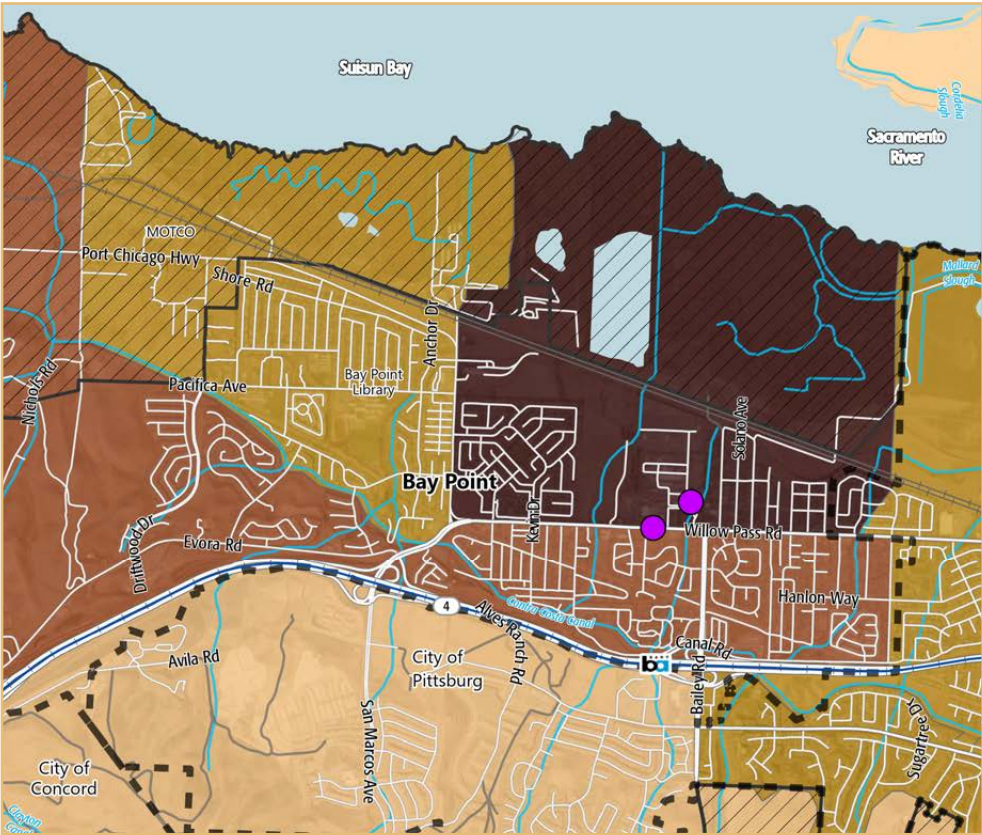 Suisun Bay
Cordelia
Slough
Sacramento
River
MOTCO
Port Chicago Hwy
Shore Rd
Mallard
Slough
Anchor Dr
Nichols Rd
Pacifica Ave
Bay Point
Library
Solano Ave
Bay Point
Kevin Dr
Willow Pass Rd
Driftwood Dr
Evora Rd
Hanlon Way
4
Alves Ranch Rd
Contra Costa Canal
Canal Rd
ba
Avila Rd
City of
Pittsburg
Bailey Rd
San Marcos Ave
Sugartree Dr
City of
Concord
Clayton